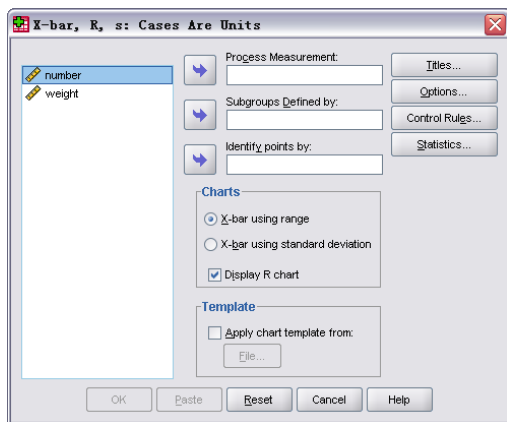 X-bar, R, s: Cases Are Units
number
weight
Process Measurement:
Subgroups Defined by:
Identify points by:
Titles...
Options...
Control Rules...
Statistics...
Charts
X-bar using range
X-bar using standard deviation
Display R chart
Template
Apply chart template from:
File...
OK
Paste
Reset
Cancel
Help